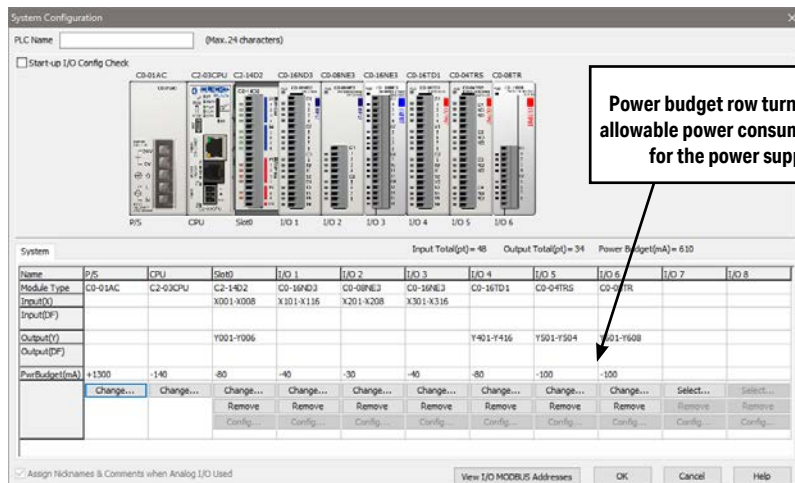 System Configuration
PLC Name (Max. 24 characters)
Start-up I/O Config Check
C0-01AC C2-03CPU C2-14D2 C0-16ND3 C0-08NE3 C0-16NE3 C0-16TD1 C0-04TRS C0-08TR
Power budget row turn
allowable power consum
for the power supp
P/S CPU Slot0 I/O 1 I/O 2 I/O 3 I/O 4 I/O 5 I/O 6
System Input Total(pt)= 48 Output Total(pt)= 34 Power Budget(mA)= 610
Name P/S CPU Slot0 I/O 1 I/O 2 I/O 3 I/O 4 I/O 5 I/O 6 I/O 7 I/O 8
Module Type C0-01AC C2-03CPU C2-14D2 C0-16ND3 C0-08NE3 C0-16NE3 C0-16TD1 C0-04TRS C0-08TR
Input(X) X001-X008 X101-X116 X201-X208 X301-X316
Input(DF)
Output(Y) Y001-Y006 Y401-Y416 Y501-Y504 Y601-Y608
Output(DF)
PwrBudget(mA) +1300 -140 -80 -40 -30 -40 -80 -100 -100
Change... Change... Change... Change... Change... Change... Change... Change... Change... Select... Select...
Remove Remove Remove Remove Remove Remove Remove Remove Remove
Config... Config... Config... Config... Config... Config... Config... Config... Config...
Assign Nicknames & Comments when Analog I/O Used View I/O MODBUS Addresses OK Cancel Help